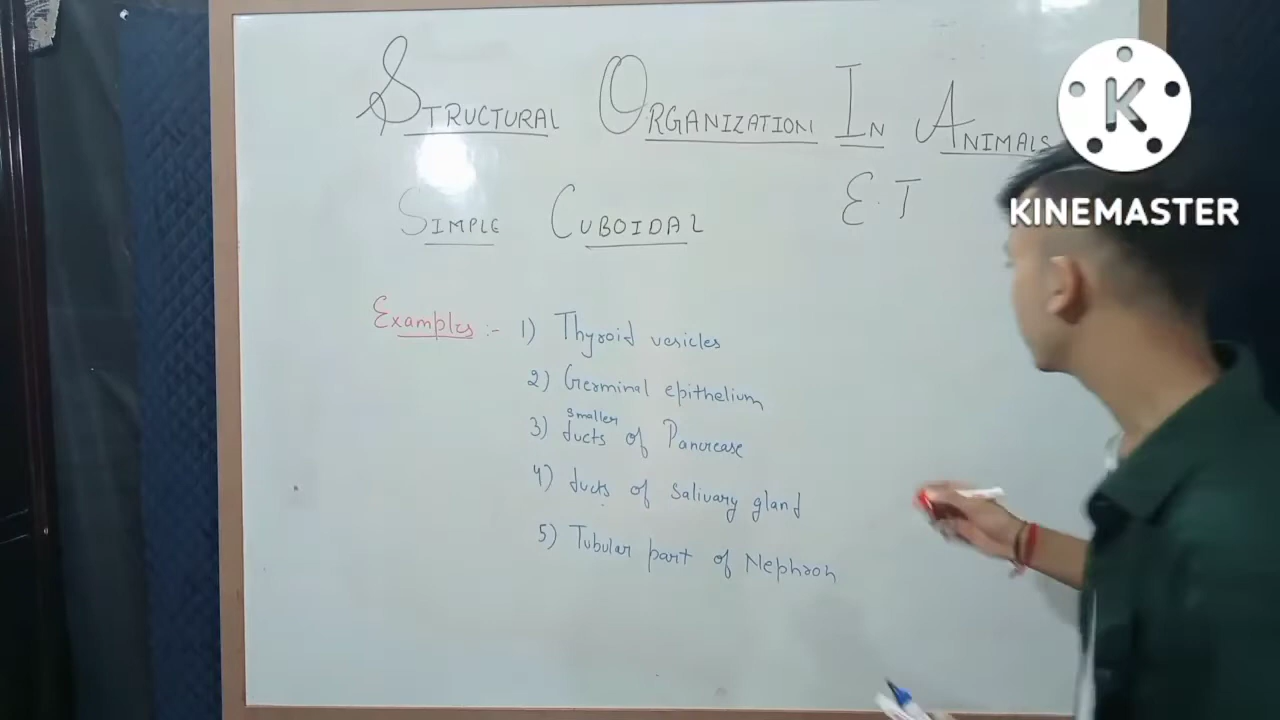 STRUCTURAL ORGANIZATION IN ANIMALS
SIMPLE CUBOIDAL E.T
Examples :- 1) Thyroid vesicles
2) Germinal epithelium
smaller
3) ducts of Pancrease
4) ducts of salivary gland
5) Tubular part of Nephron
K
KINEMASTER